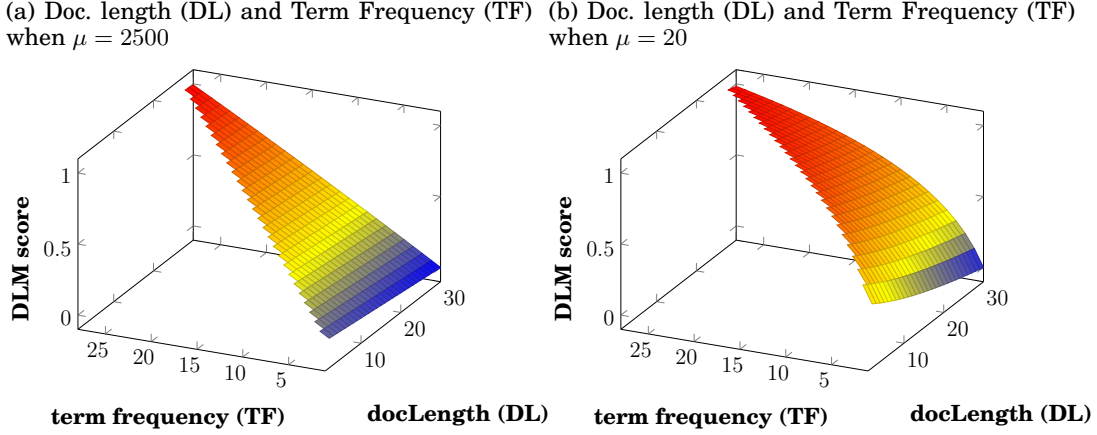 (a) Doc. length (DL) and Term Frequency (TF)
when μ = 2500
1
0.5
0
DLM score
25
20
15
10
5
10
20
30
term frequency (TF)
docLength (DL)
(b) Doc. length (DL) and Term Frequency (TF)
when μ = 20
1
0.5
0
DLM score
25
20
15
10
5
10
20
30
term frequency (TF)
docLength (DL)